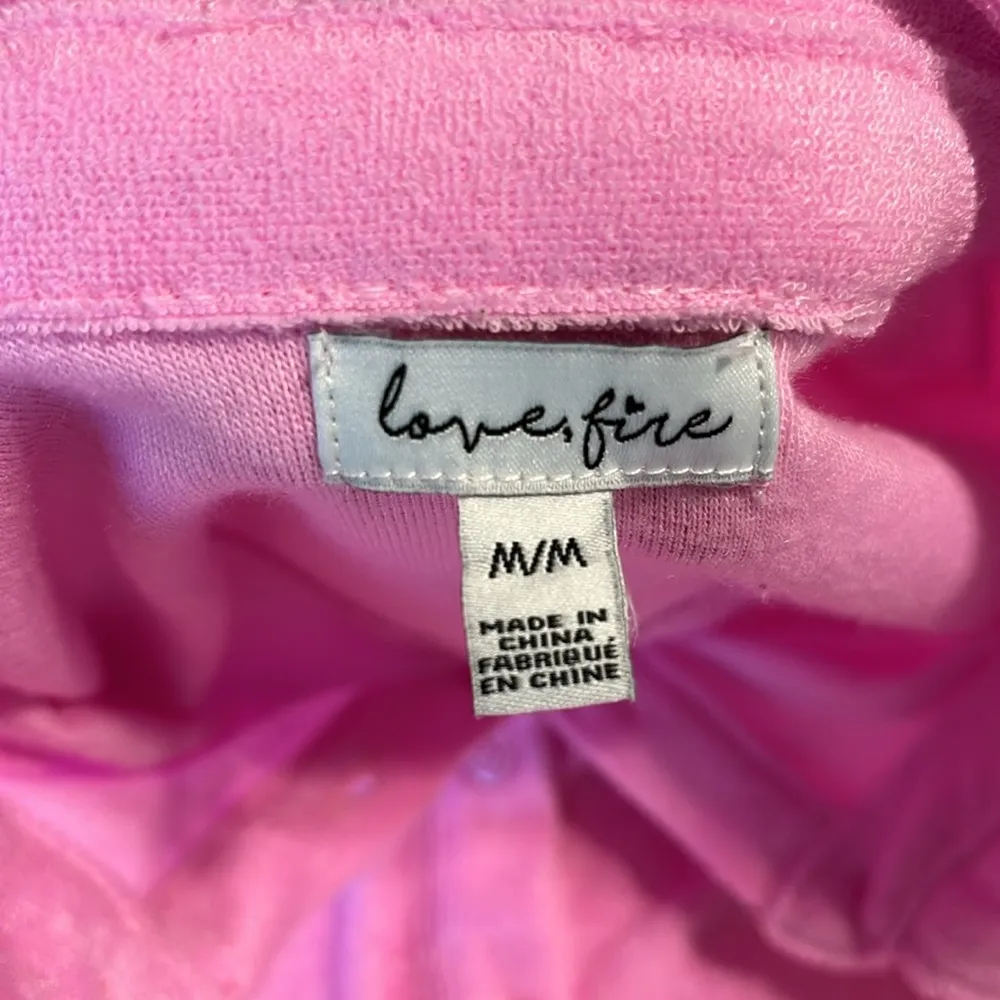 love, fire
M/M
MADE IN
CHINA
FABRIQUÉ
EN CHINE